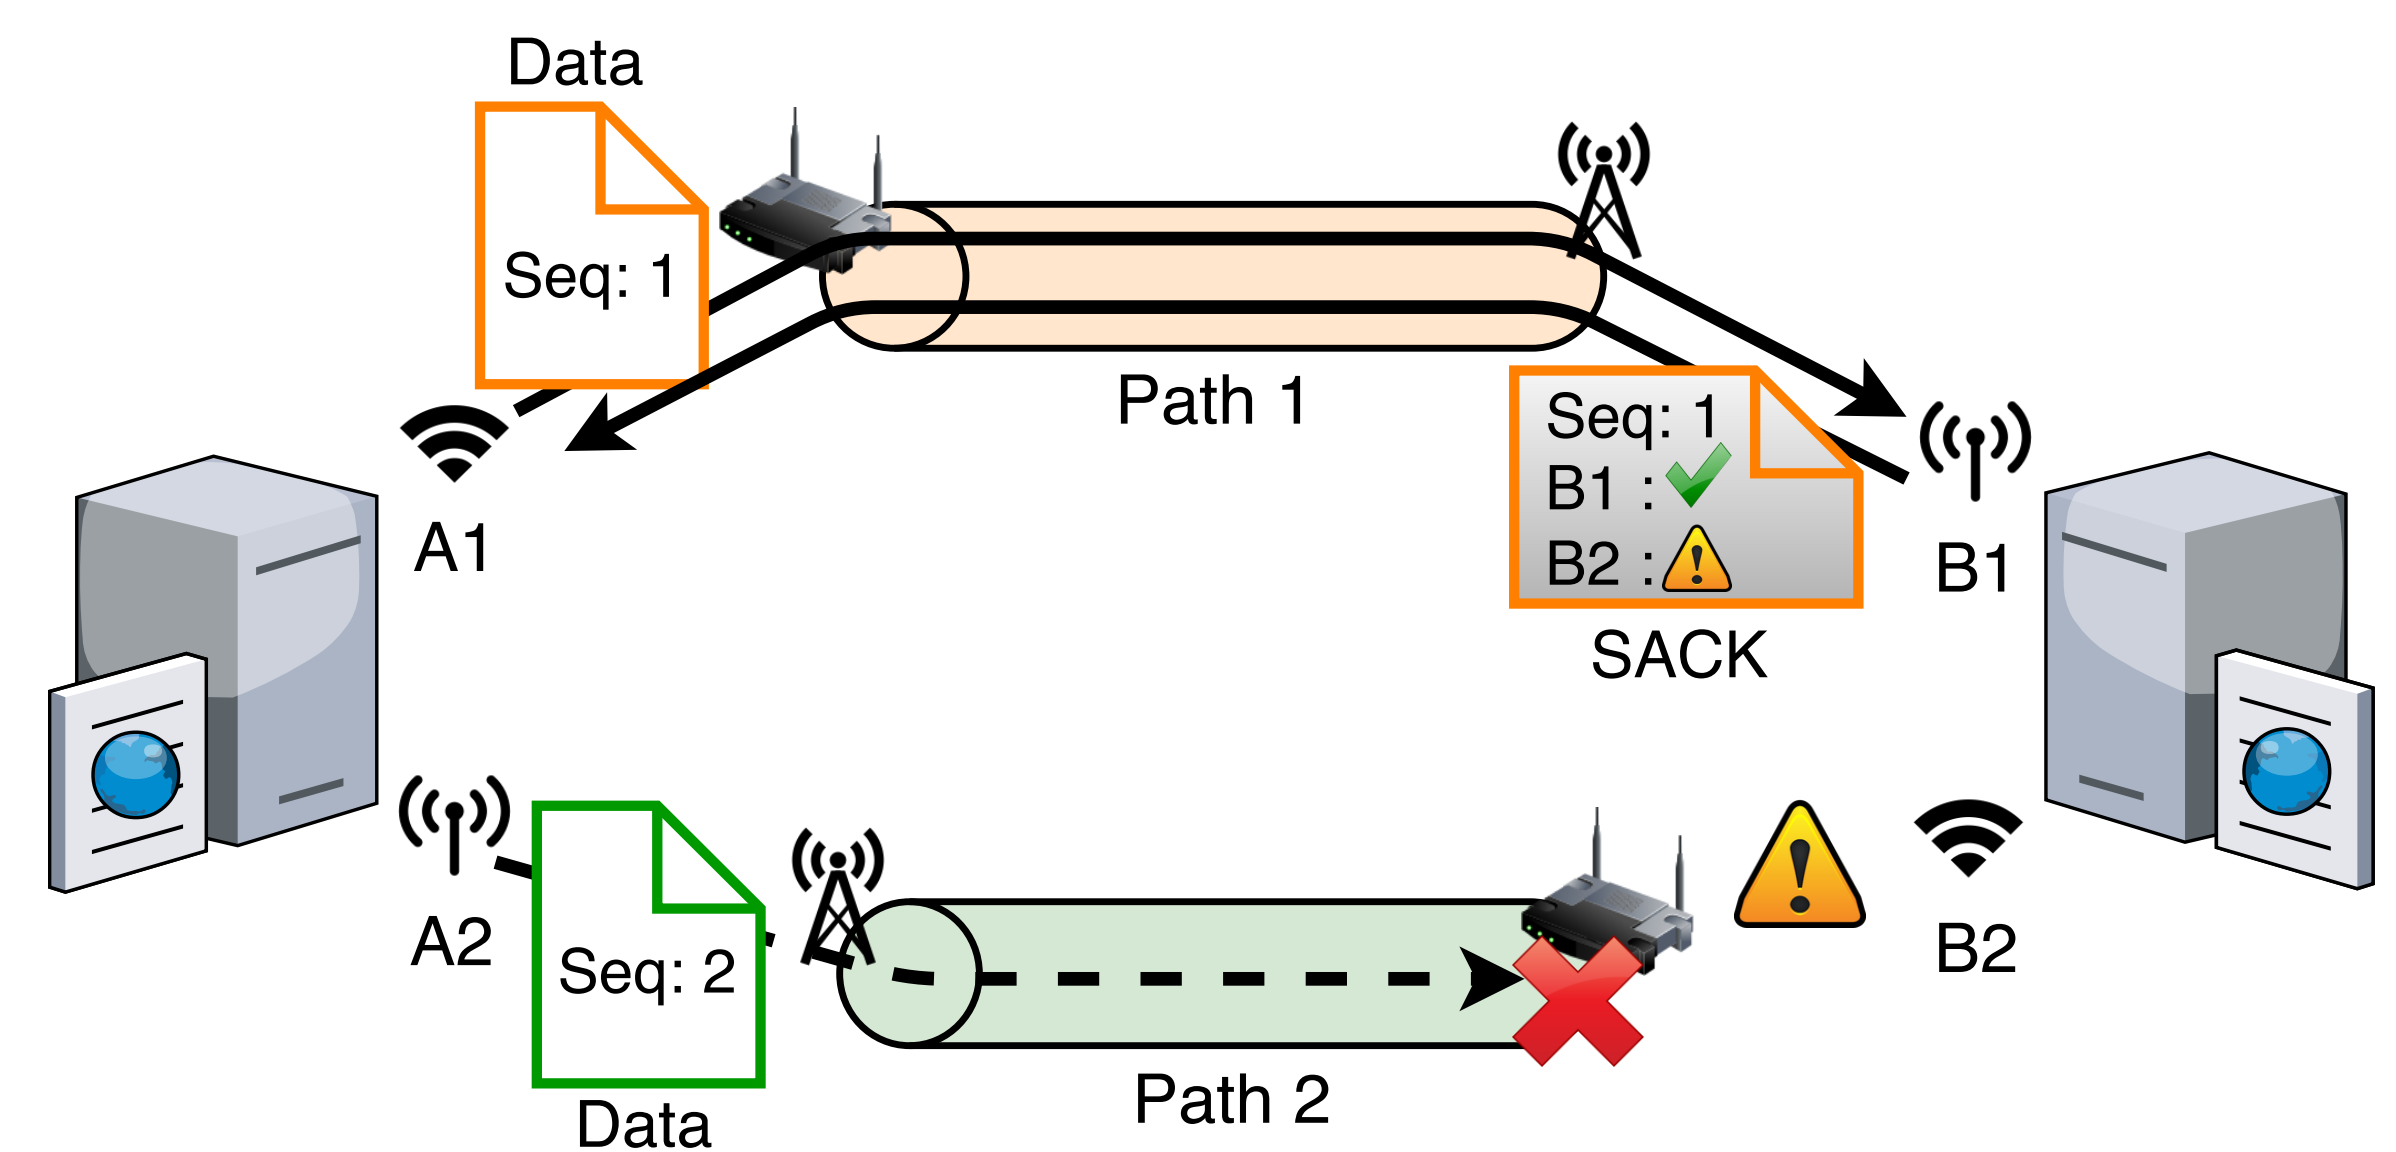 Data
Seq: 1
Path 1
A1
Seq: 1
B1 :
B2 :
SACK
B1
A2
Seq: 2
Data
Path 2
B2